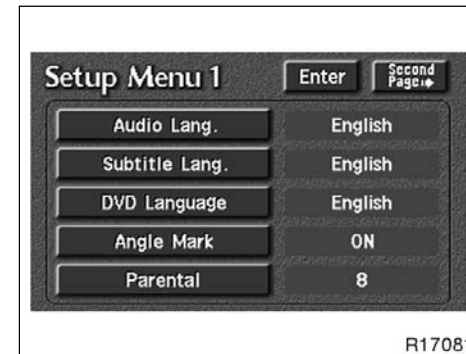 Setup Menu 1 Enter Second
Page
Audio Lang. English
Subtitle Lang. English
DVD Language English
Angle Mark ON
Parental 8
R17081